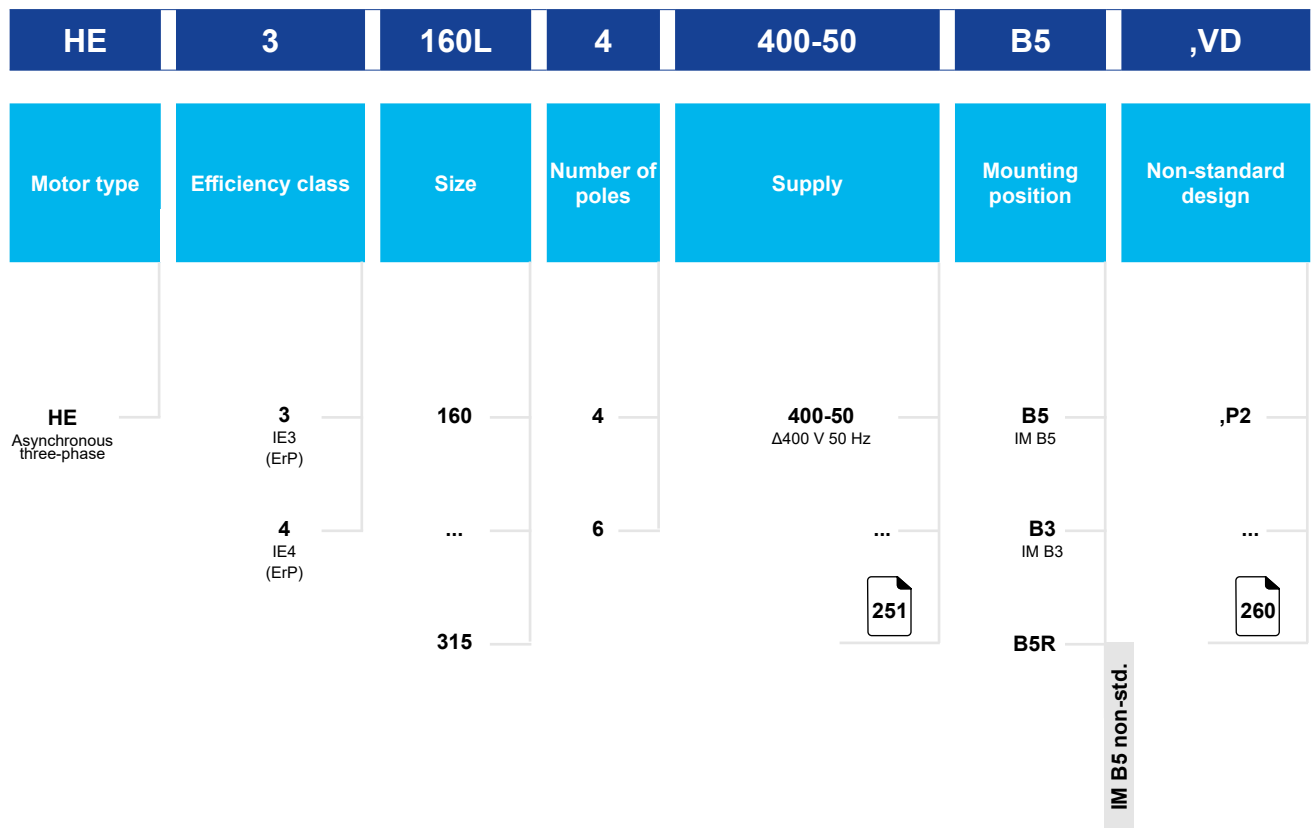 HE 3 160L 4 400-50 B5 ,VD
Motor type
Efficiency class
Size
Number of
poles
Supply
Mounting
position
Non-standard
design
HE
Asynchronous
three-phase
3
IE3
(ErP)
4
IE4
(ErP)
160
...
315
4
6
400-50
Δ400 V 50 Hz
...
251
B5
IM B5
B3
IM B3
B5R
IM B5 non-std.
,P2
...
260